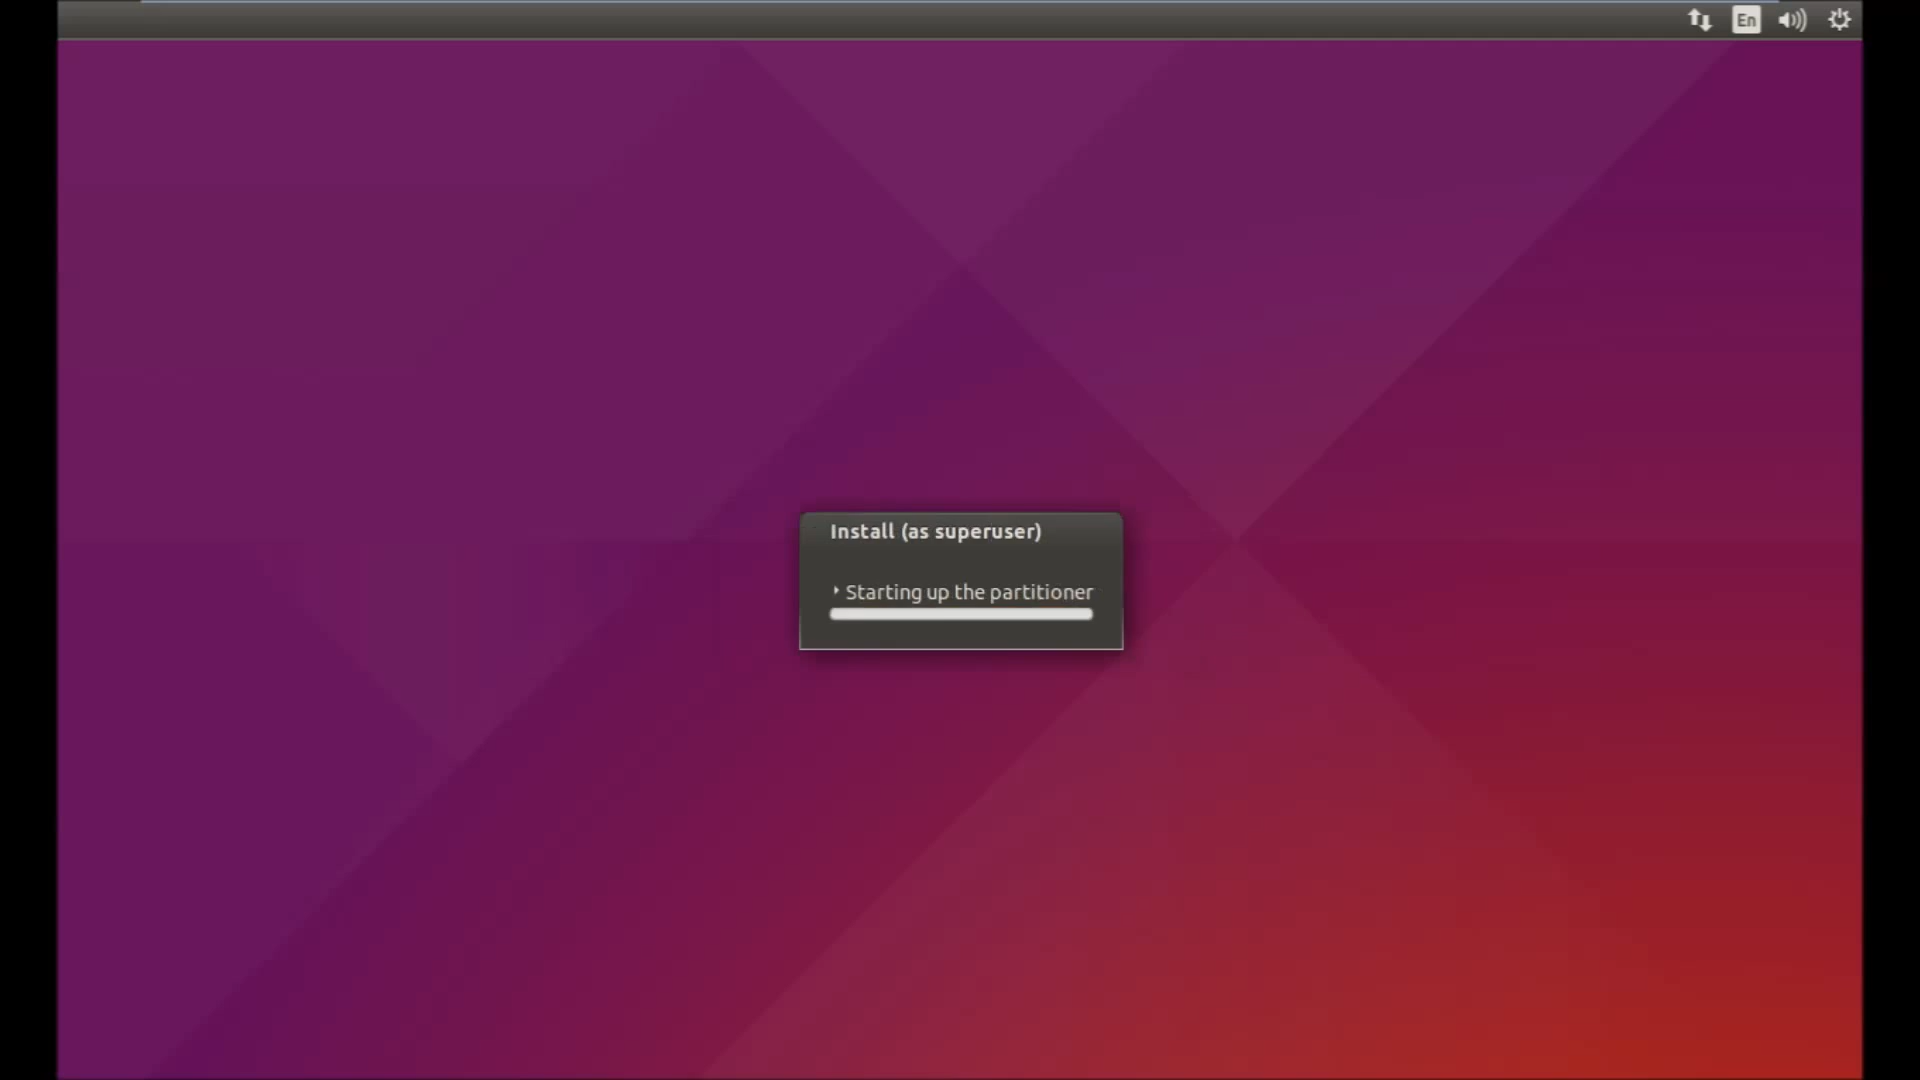 En
Install (as superuser)
Starting up the partitioner